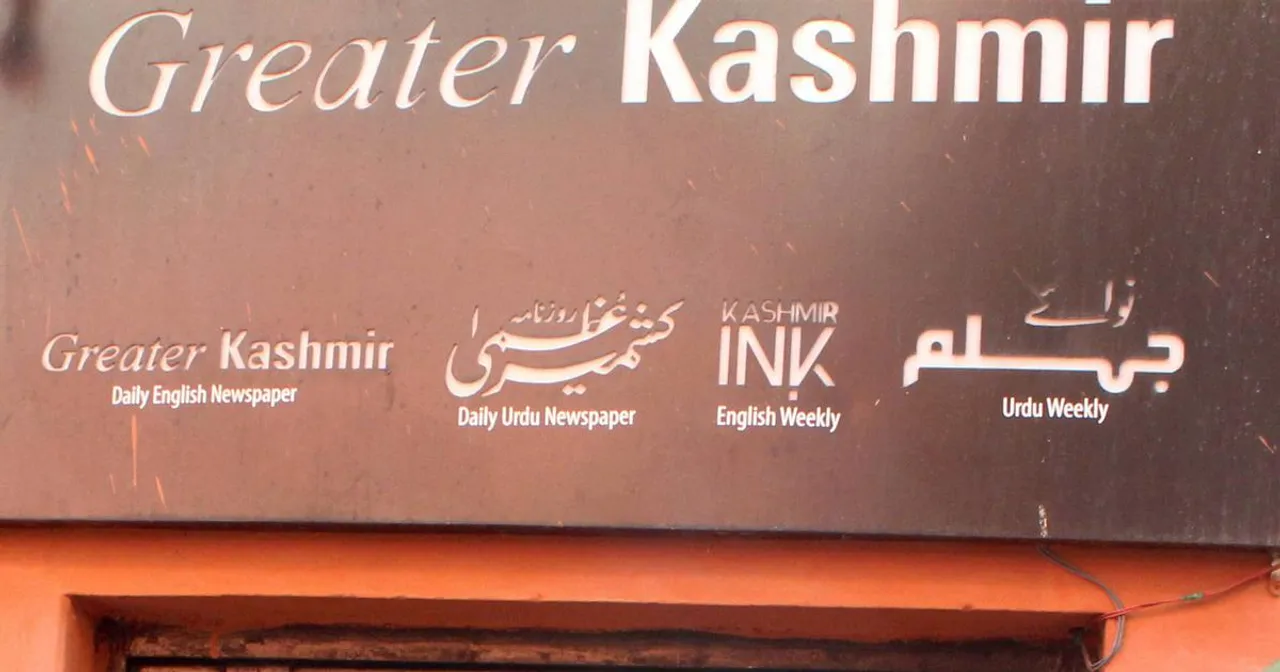 Greater Kashmir
Greater Kashmir
Daily English Newspaper
روزنامہ
کشمیر عظمیٰ
Daily Urdu Newspaper
KASHMIR
INK
English Weekly
نوائے
جہلم
Urdu Weekly